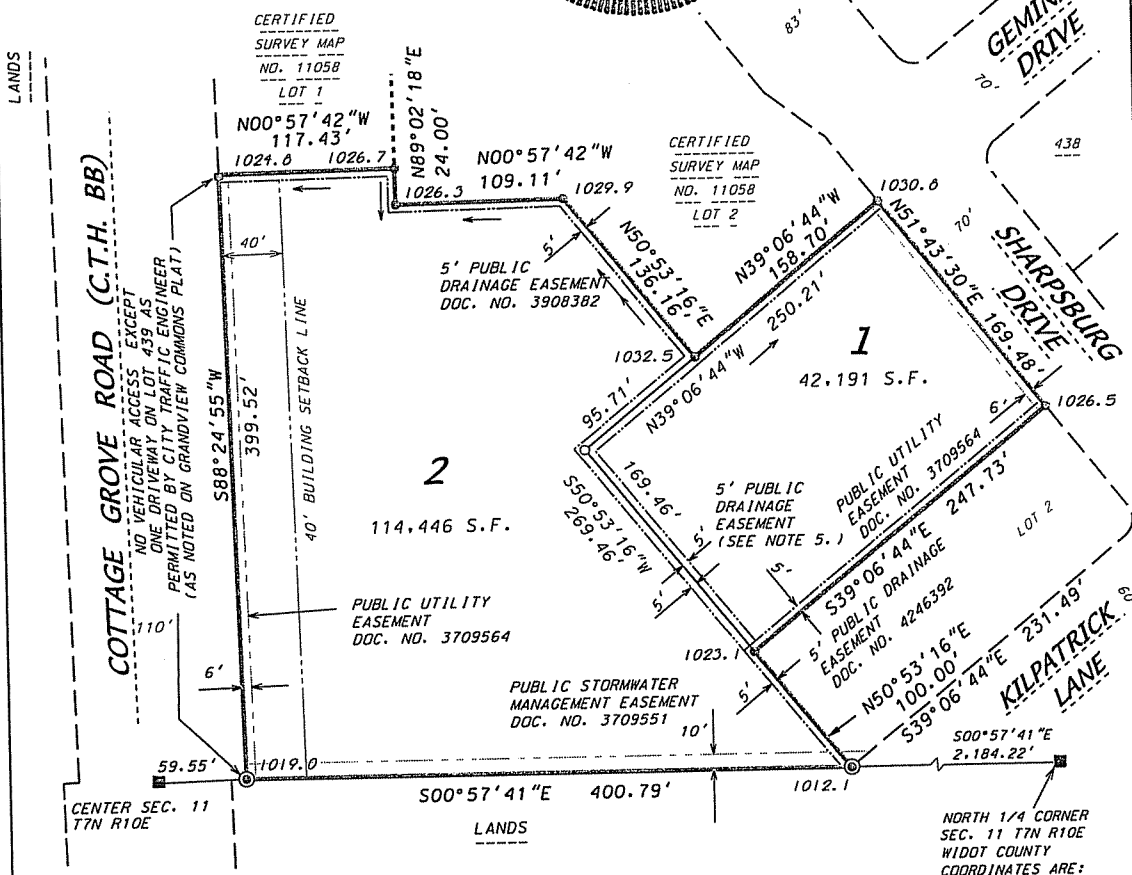 LANDS
CERTIFIED
SURVEY MAP
NO. 11058
LOT 1
N00°57'42"W
117.43'
1024.8
1026.7
N89°02'18"E
24.00'
1026.3
N00°57'42"W
109.11'
1029.9
CERTIFIED
SURVEY MAP
NO. 11058
LOT 2
83'
GEMINI
DRIVE
70'
438
1030.8
N51°43'30"E 169.48'
70'
SHARPSBURG
DRIVE
N39°06'44"W
158.70'
250.21'
N39°06'44"W
N50°53'16"E
136.16'
5'
5' PUBLIC
DRAINAGE EASEMENT
DOC. NO. 3908382
1032.5
95.71'
1
42,191 S.F.
6'
1026.5
COTTAGE GROVE ROAD (C.T.H. BB)
NO VEHICULAR ACCESS EXCEPT
ONE DRIVEWAY ON LOT 439 AS
PERMITTED BY CITY TRAFFIC ENGINEER
(AS NOTED ON GRANDVIEW COMMONS PLAT)
40'
S88°24'55"W
399.52'
40' BUILDING SETBACK LINE
2
114,446 S.F.
169.46'
S50°53'16"W
269.46'
5' PUBLIC
DRAINAGE
EASEMENT
(SEE NOTE 5.)
5'
5'
PUBLIC UTILITY
EASEMENT
DOC. NO. 3709564
S39°06'44"E 247.73'
5'
LOT 2
5' PUBLIC DRAINAGE
EASEMENT
DOC. NO. 4246392
110'
6'
PUBLIC UTILITY
EASEMENT
DOC. NO. 3709564
1023.1
5'
N50°53'16"E
100.00'
S39°06'44"E 231.49'
KILPATRICK
LANE
60
PUBLIC STORMWATER
MANAGEMENT EASEMENT
DOC. NO. 3709551
10'
59.55'
1019.0
S00°57'41"E 400.79'
1012.1
S00°57'41"E
2,184.22'
CENTER SEC. 11
T7N R10E
LANDS
NORTH 1/4 CORNER
SEC. 11 T7N R10E
WIDOT COUNTY
COORDINATES ARE: